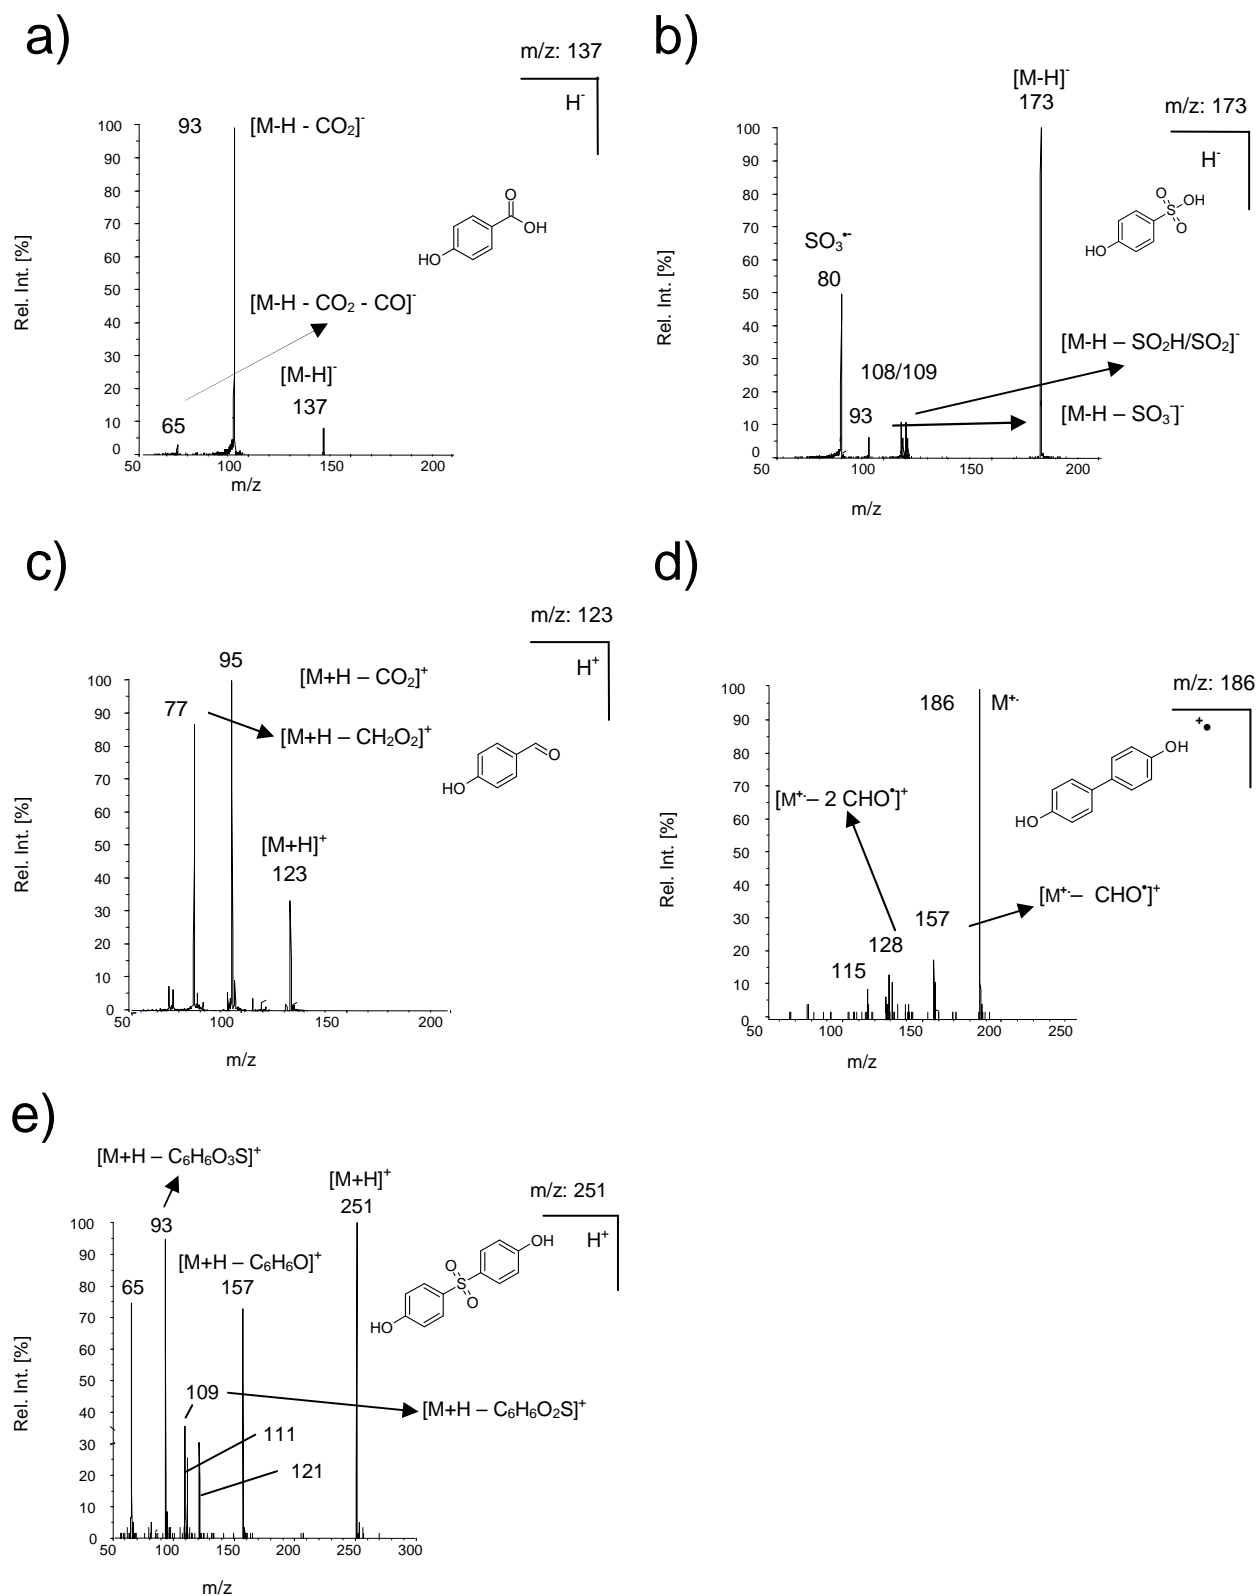 a)
m/z: 137
H-
93
[M-H - CO2]-
100
90
80
70
60
50
40
30
20
10
0
Rel. Int. [%]
O
OH
HO
[M-H - CO2 - CO]-
[M-H]-
137
65
50
100
150
200
m/z
b)
[M-H]-
173
m/z: 173
H-
100
90
80
70
60
50
40
30
20
10
0
Rel. Int. [%]
O
S
OH
O
HO
SO3•-
80
[M-H – SO2H/SO2]-
108/109
93
[M-H – SO3]-
50
100
150
200
m/z
c)
m/z: 123
H+
95
[M+H – CO2]+
77
[M+H – CH2O2]+
100
90
80
70
60
50
40
30
20
10
0
Rel. Int. [%]
O
HO
[M+H]+
123
50
100
150
200
m/z
d)
m/z: 186
+•
186
M+·
100
90
80
70
60
50
40
30
20
10
0
Rel. Int. [%]
OH
HO
[M+·– 2 CHO•]+
[M+·– CHO•]+
157
128
115
50
100
150
200
250
m/z
e)
[M+H – C6H6O3S]+
[M+H]+
251
m/z: 251
H+
93
[M+H – C6H6O]+
65
157
100
90
80
70
60
50
40
30
20
10
0
Rel. Int. [%]
OH
O
S
O
HO
109
[M+H – C6H6O2S]+
111
121
50
100
150
200
250
300
m/z